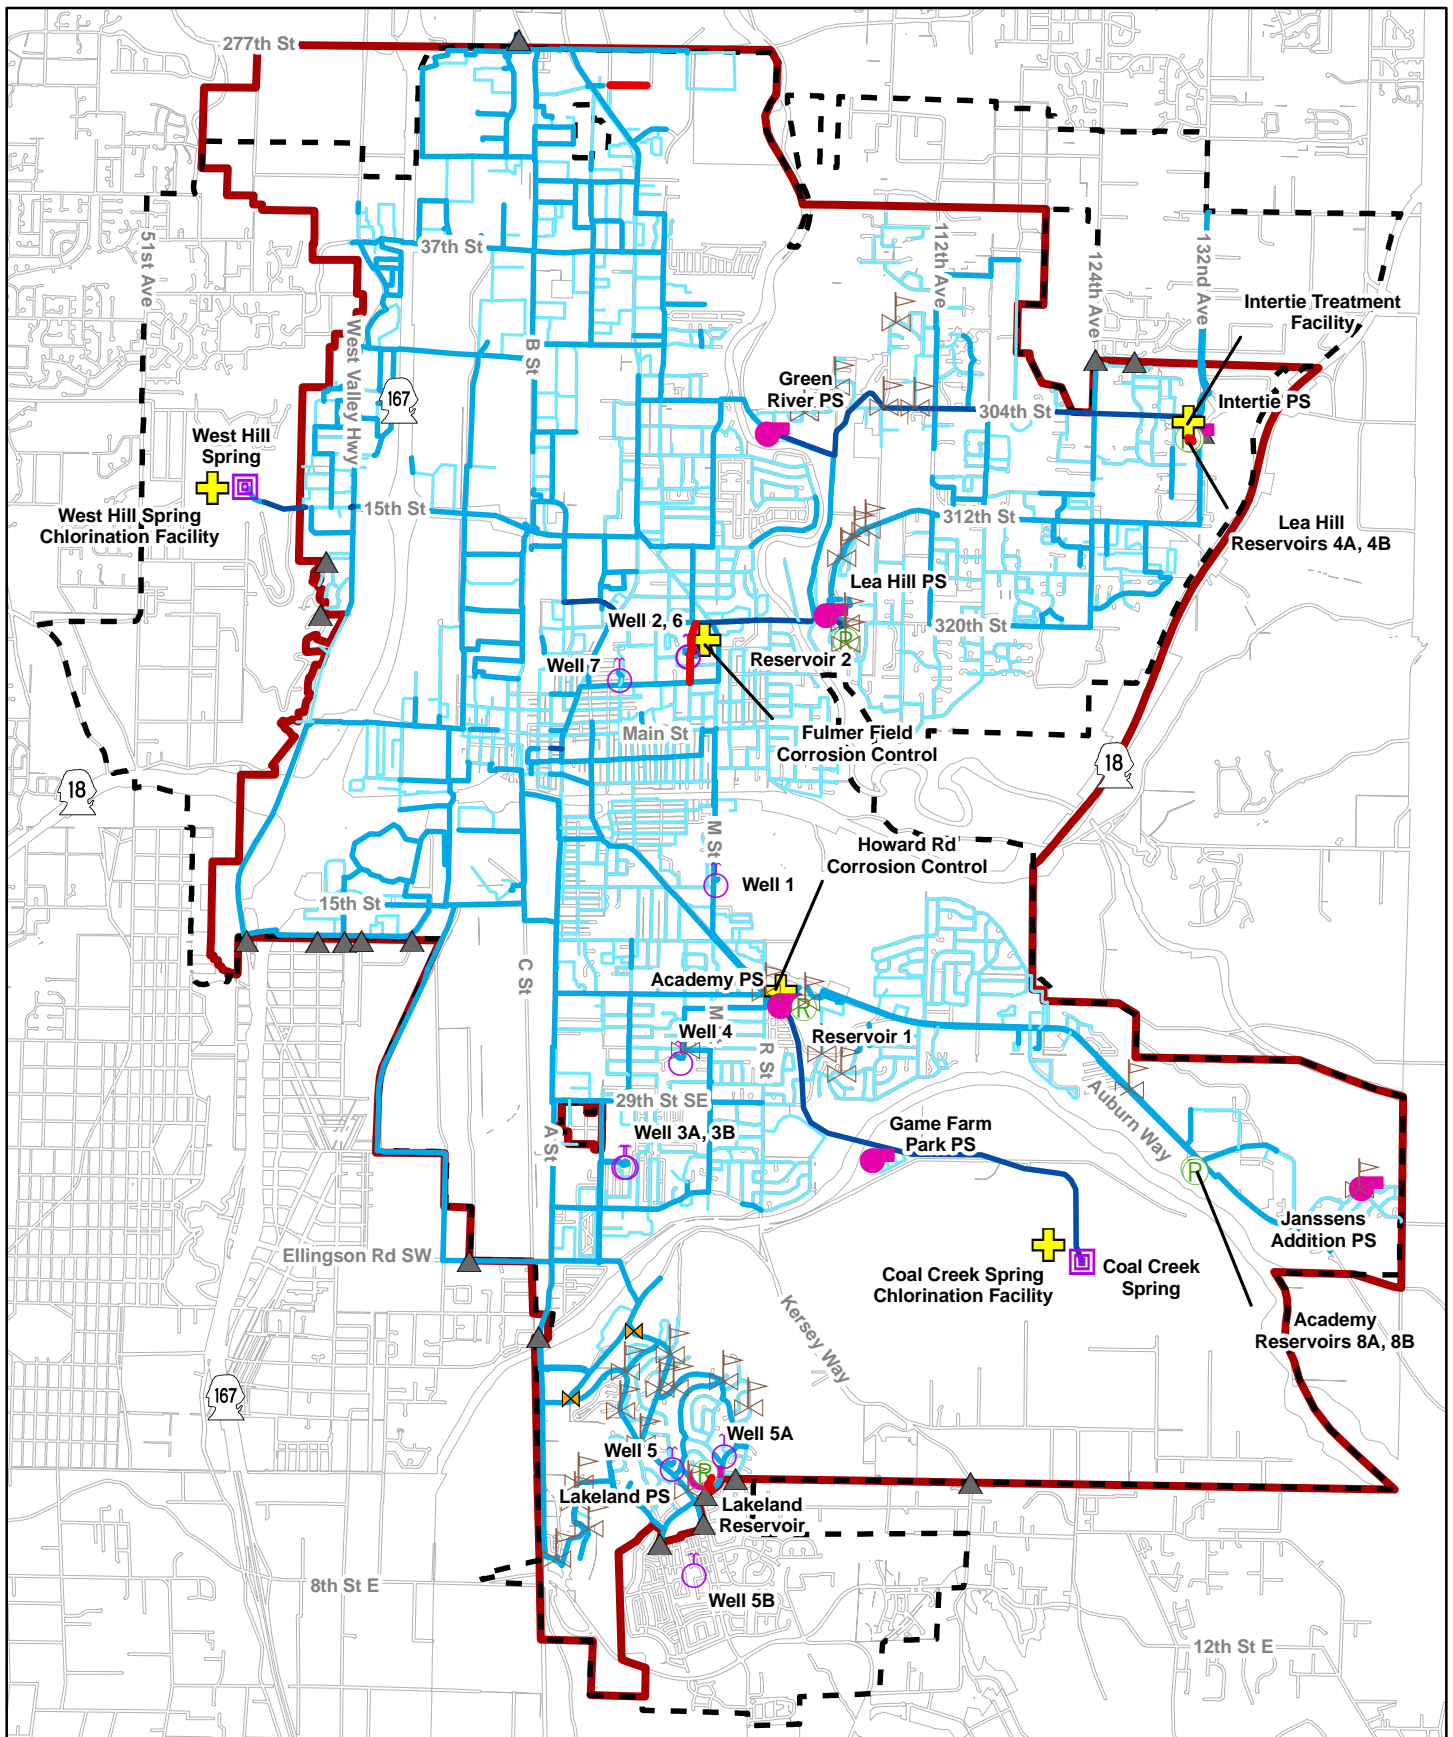 277th St
51st Ave
37th St
112th Ave
124th Ave
132nd Ave
Intertie Treatment
Facility
West Valley Hwy
B St
167
Green
River PS
304th St
Intertie PS
West Hill
Spring
West Hill Spring
Chlorination Facility
15th St
312th St
Lea Hill
Reservoirs 4A, 4B
R
Lea Hill PS
Well 2, 6
320th St
R
Reservoir 2
Well 7
Main St
Fulmer Field
Corrosion Control
18
18
M St
Howard Rd
Corrosion Control
Well 1
15th St
C St
Academy PS
R
M St
Well 4
R St
Reservoir 1
Auburn Way
29th St SE
A St
Well 3A, 3B
Game Farm
Park PS
R
Janssens
Addition PS
Ellingson Rd SW
Coal Creek Spring
Chlorination Facility
Coal Creek
Spring
Kersey Way
Academy
Reservoirs 8A, 8B
167
Well 5A
Well 5
R
Lakeland PS
Lakeland
Reservoir
8th St E
Well 5B
12th St E